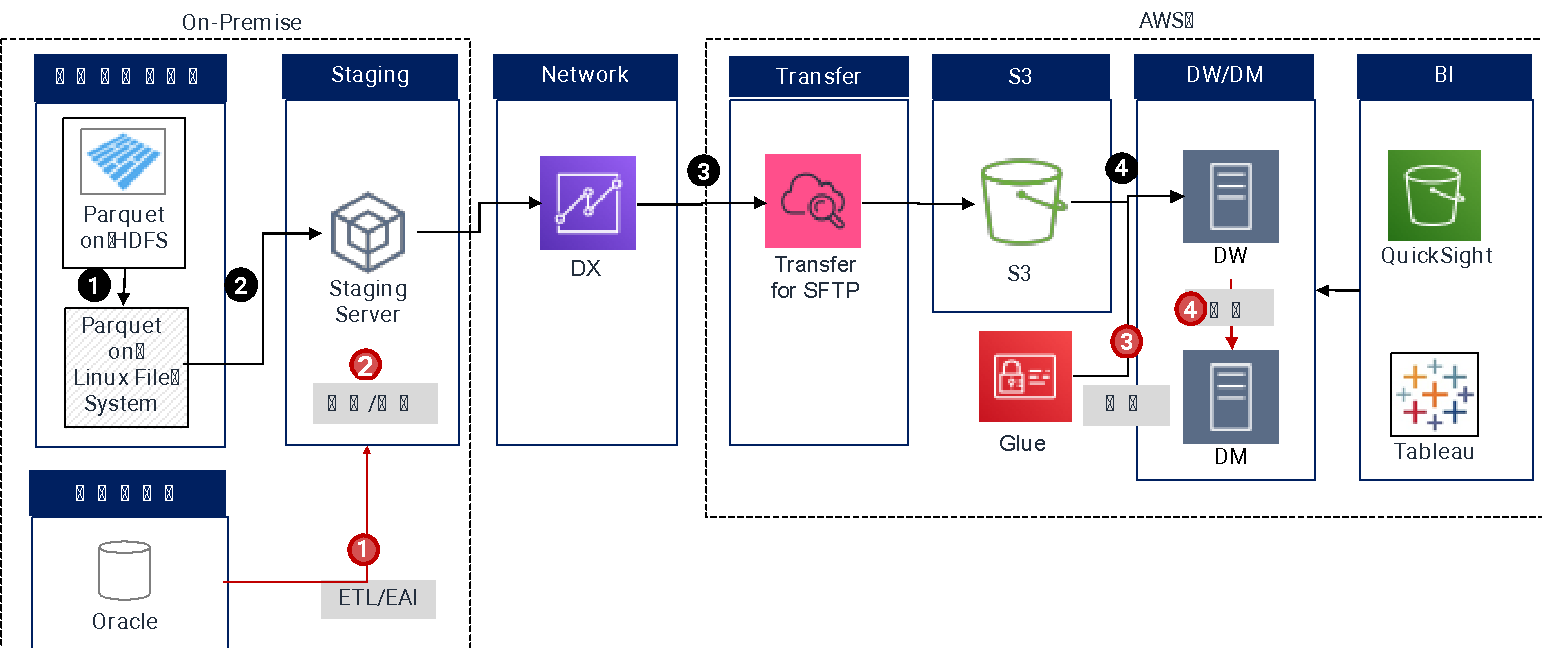 On-Premise
AWS
Staging
Network
Transfer
S3
DW/DM
BI
Parquet
on HDFS
1
2
3
4
Staging
Server
DX
Transfer
for SFTP
S3
DW
QuickSight
4
Parquet
on
Linux File
System
2
3
Glue
DM
Tableau
1
ETL/EAI
Oracle